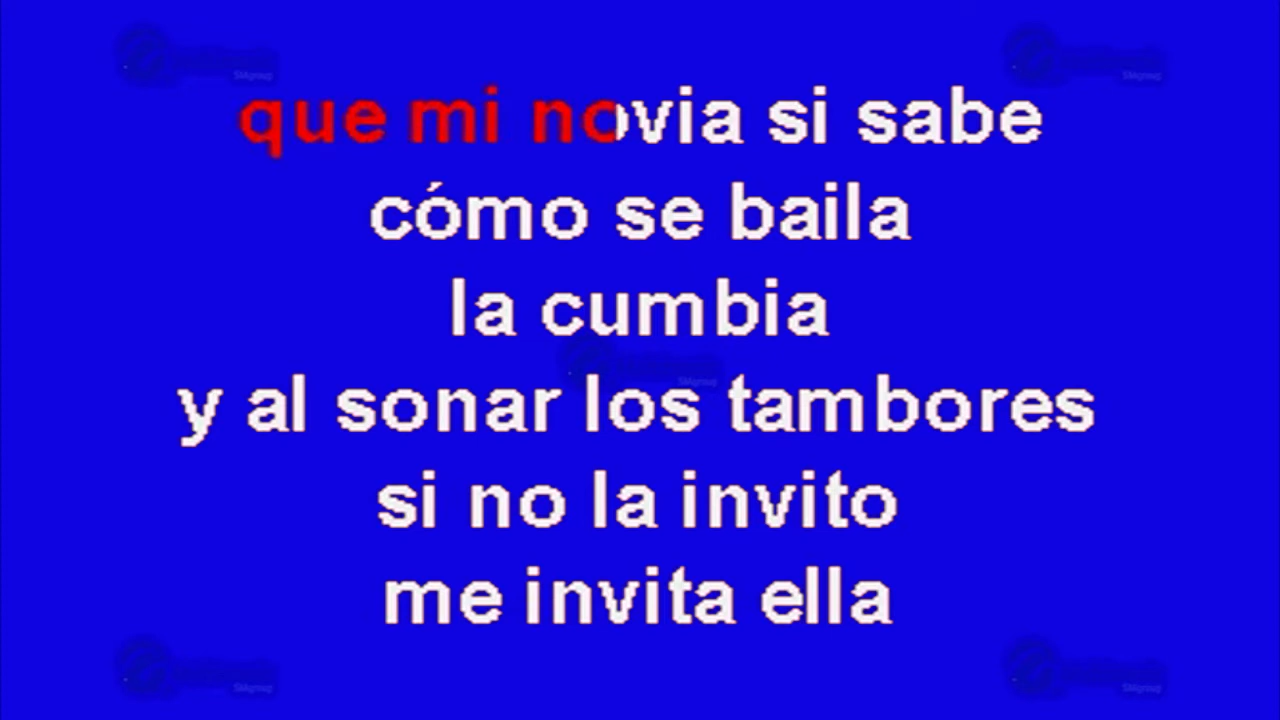 que mi novia si sabe
cómo se baila
la cumbia
y al sonar los tambores
si no la invito
me invita ella